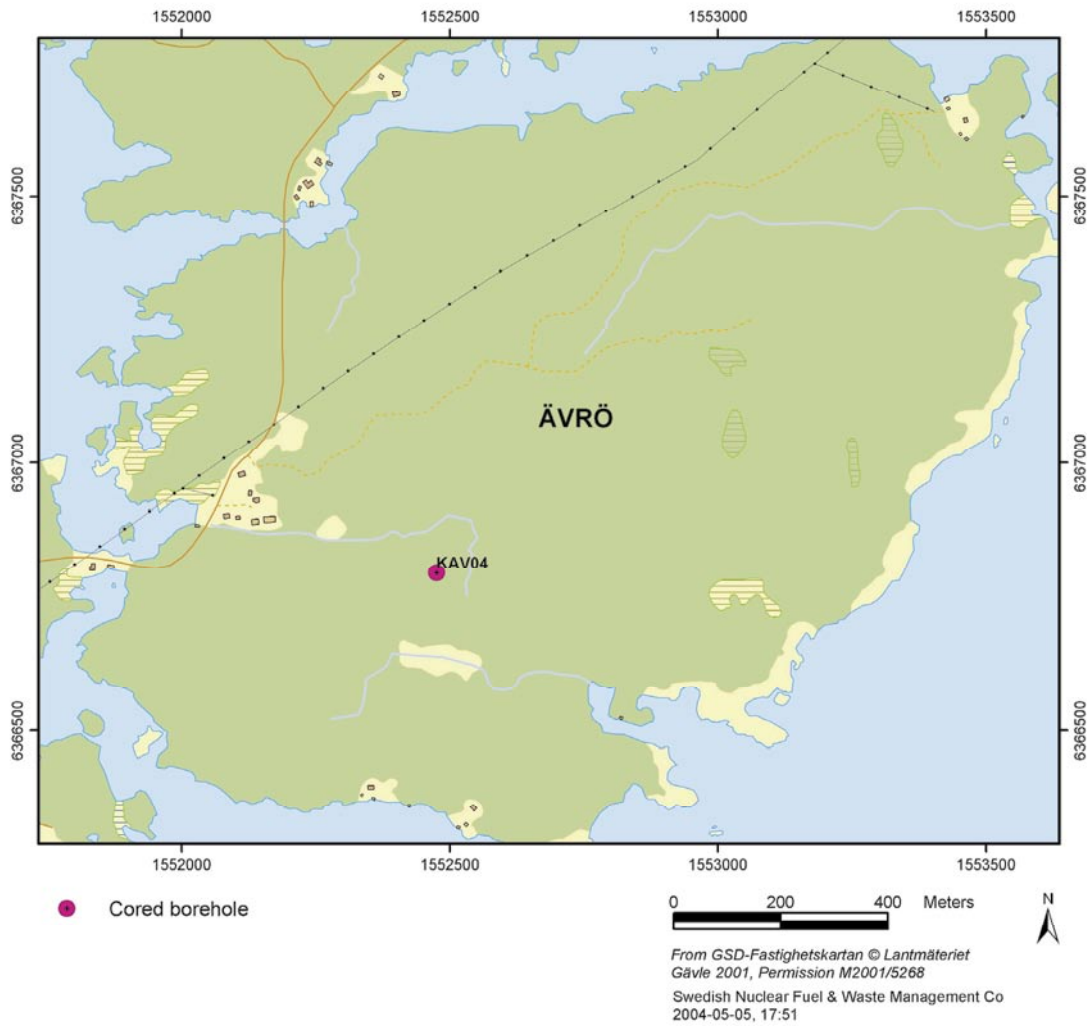 1552000 1552500 1553000 1553500
6367500 6367500
ÄVRÖ
6367000 6367000
KAV04
6366500 6366500
1552000 1552500 1553000 1553500
Cored borehole
0 200 400 Meters
N
From GSD-Fastighetskartan © Lantmäteriet
Gävle 2001, Permission M2001/5268
Swedish Nuclear Fuel & Waste Management Co
2004-05-05, 17:51